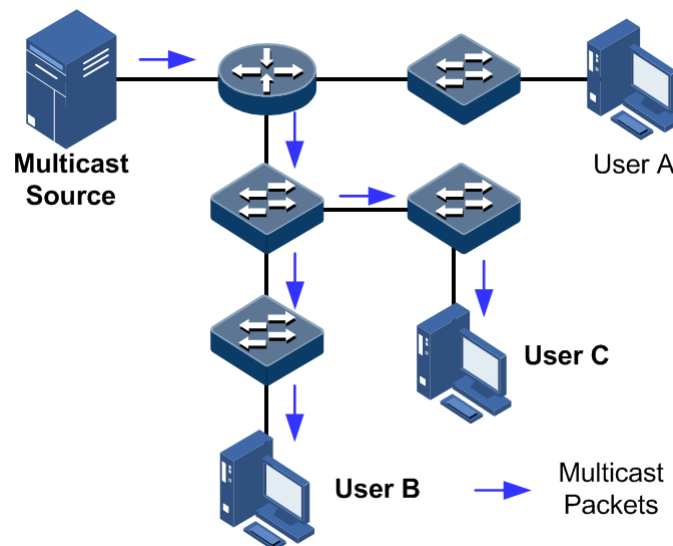 Multicast
Source
User A
User C
User B
Multicast
Packets